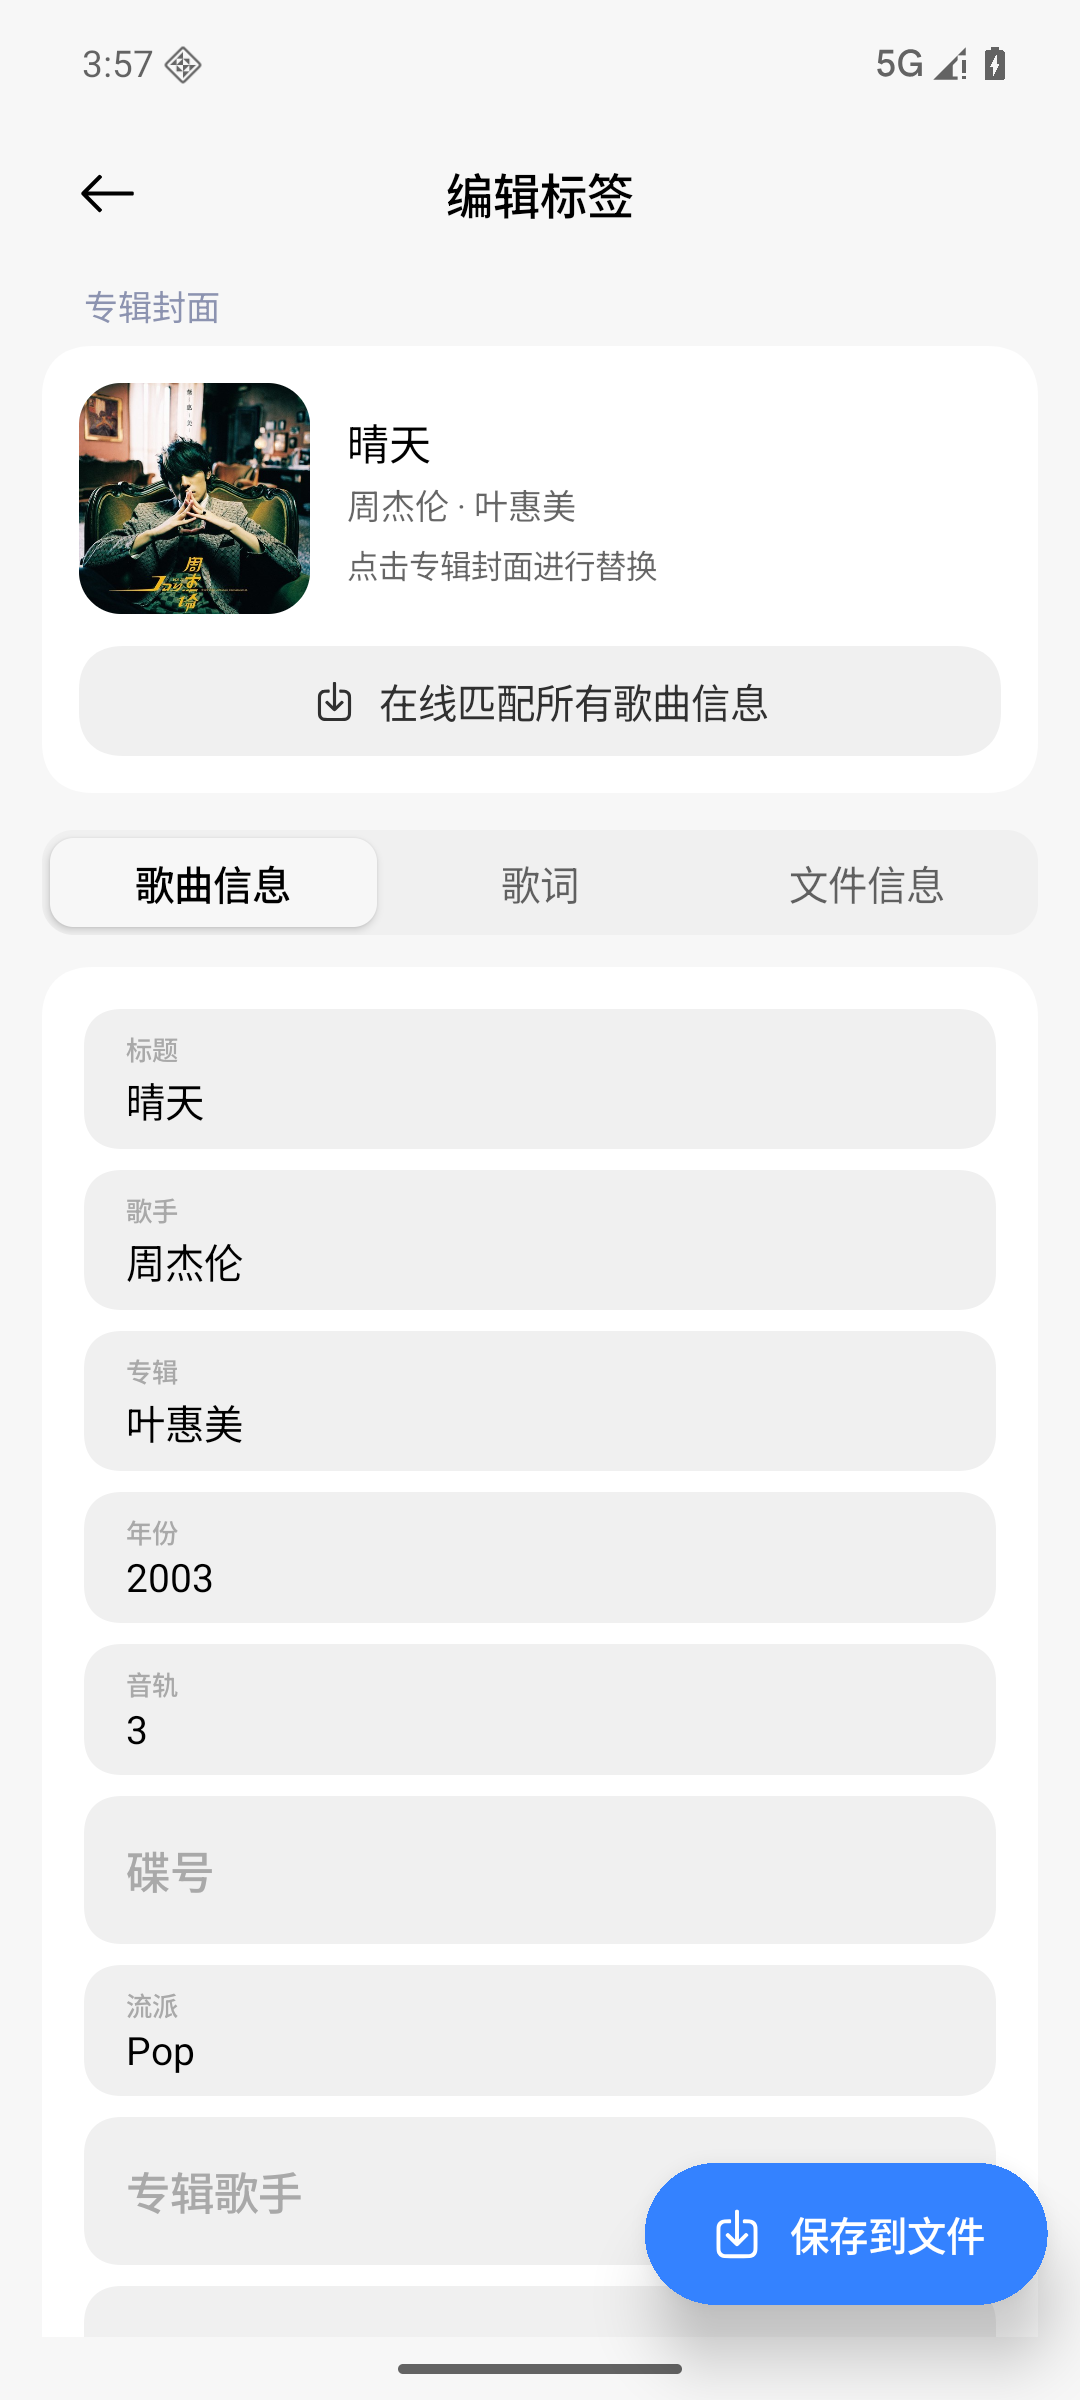 3:57
5G
编辑标签
专辑封面
周杰伦
Jay
晴天
周杰伦 · 叶惠美
点击专辑封面进行替换
在线匹配所有歌曲信息
歌曲信息
歌词
文件信息
标题
晴天
歌手
周杰伦
专辑
叶惠美
年份
2003
音轨
3
碟号
流派
Pop
专辑歌手
保存到文件